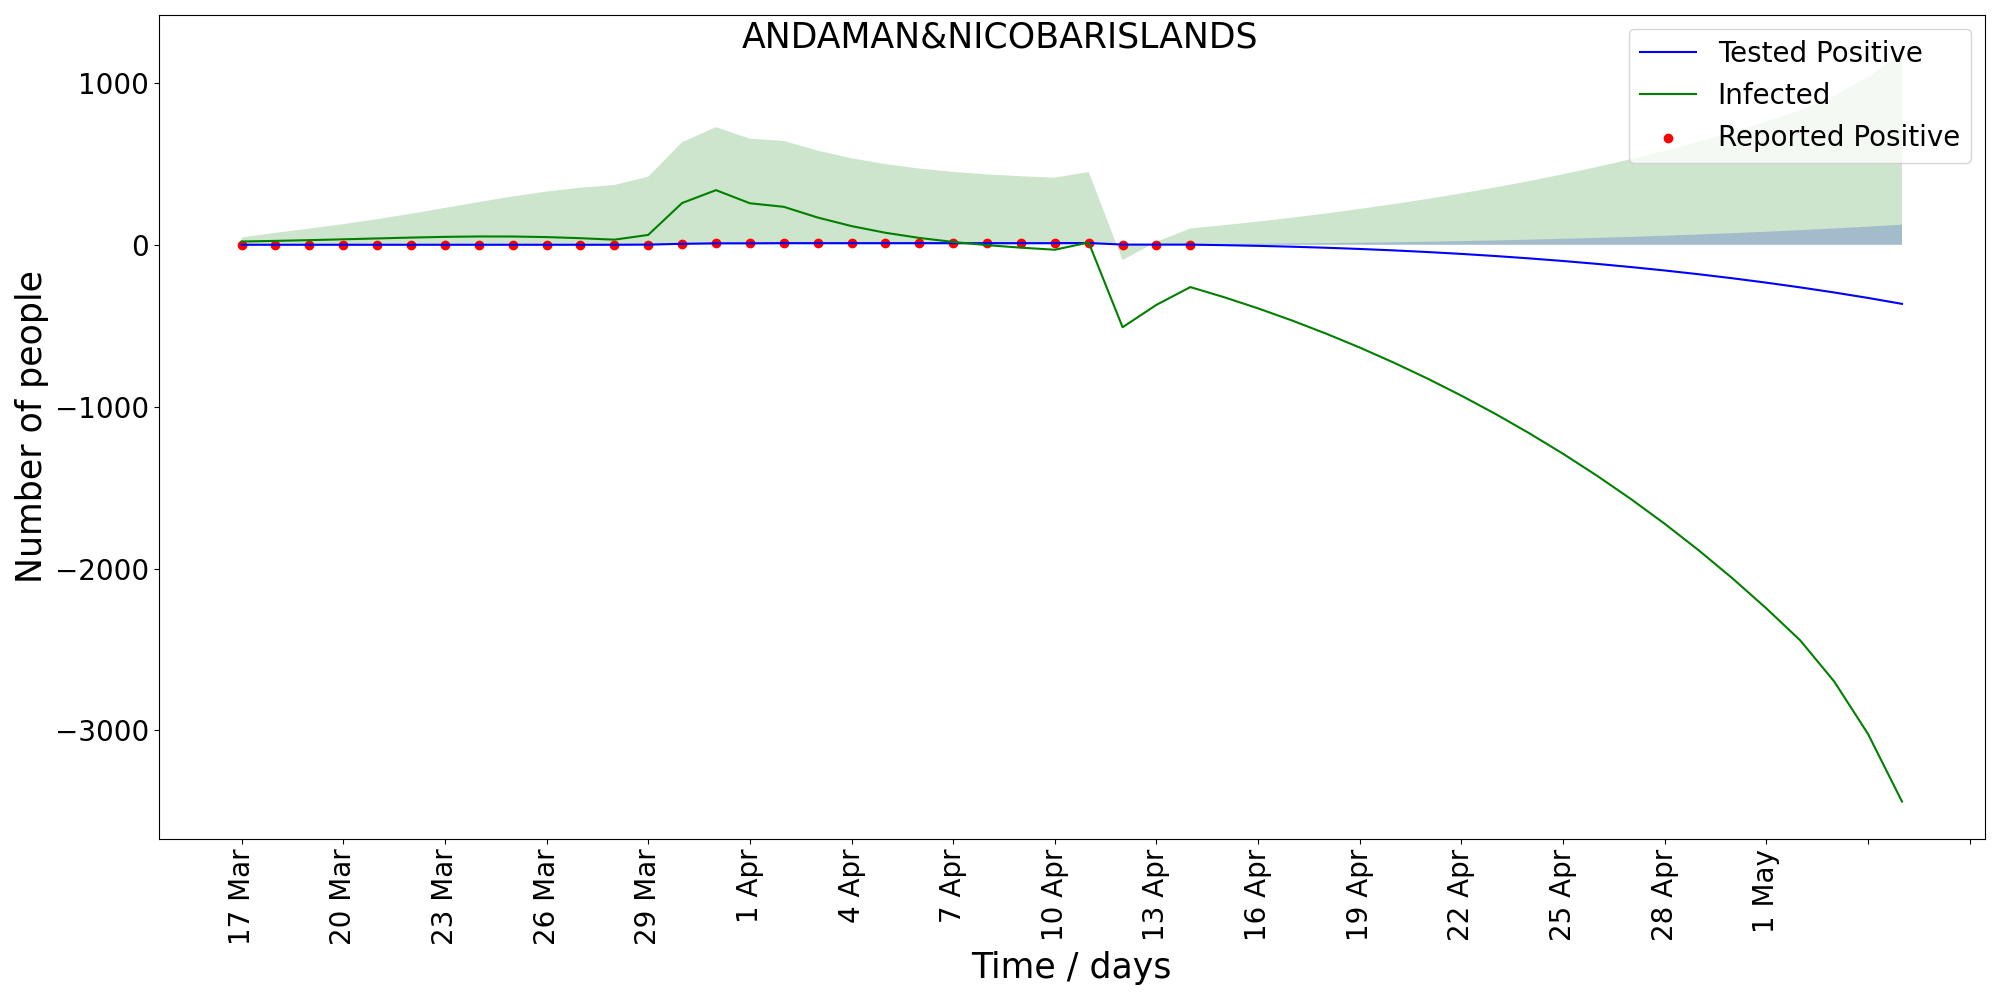 ANDAMAN&NICOBARISLANDS
Tested Positive
Infected
Reported Positive
Number of people
1000
0
−1000
−2000
−3000
17 Mar
20 Mar
23 Mar
26 Mar
29 Mar
1 Apr
4 Apr
7 Apr
10 Apr
13 Apr
16 Apr
19 Apr
22 Apr
25 Apr
28 Apr
1 May
Time / days